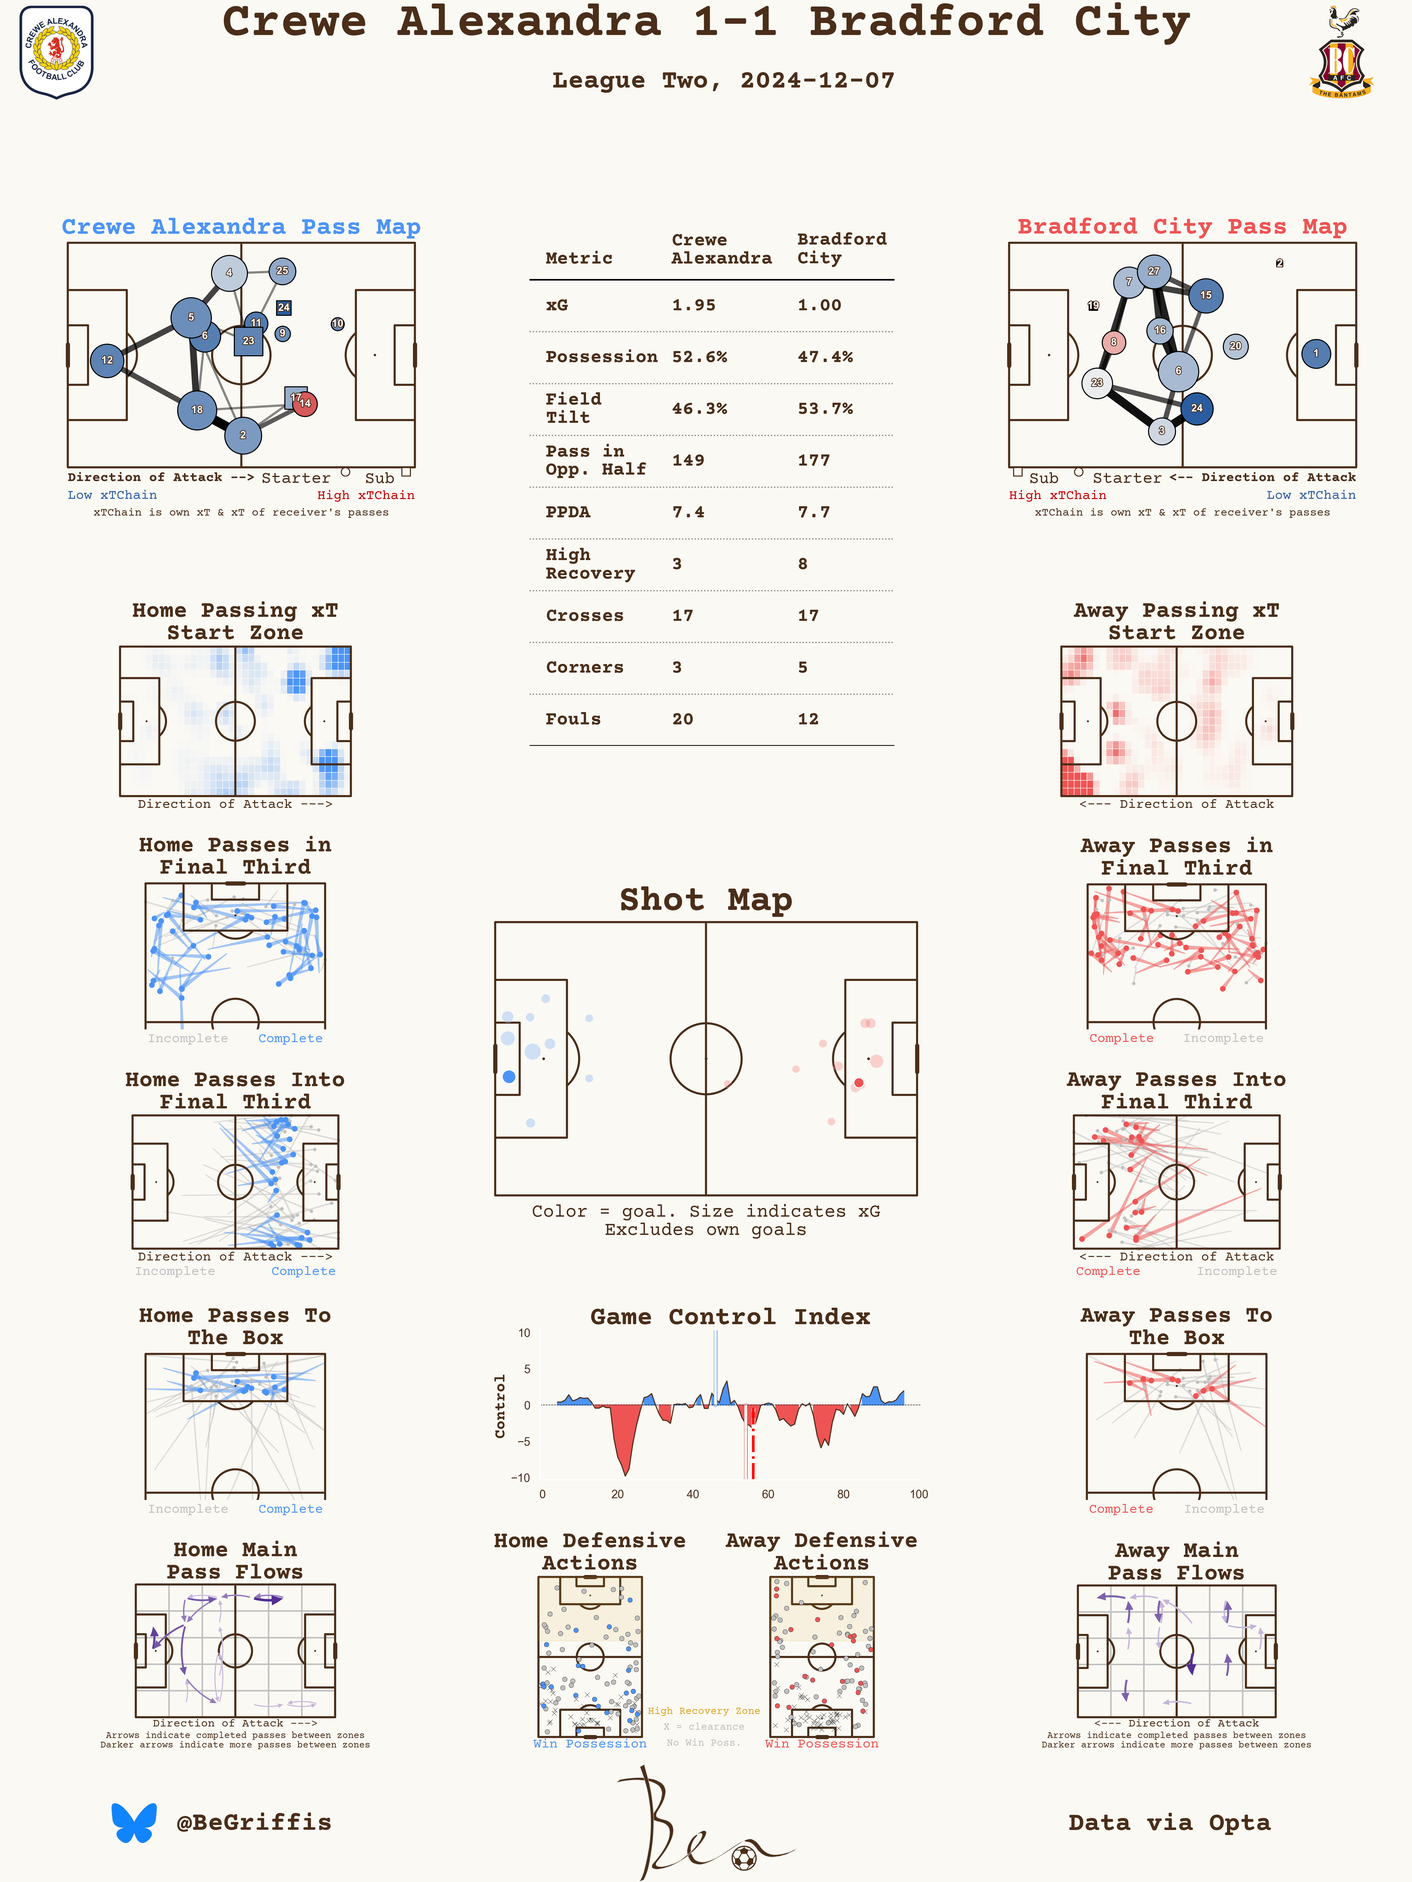 Crewe Alexandra 1-1 Bradford City
League Two, 2024-12-07
CREWE ALEXANDRA
FOOTBALL CLUB
BC
AFC
THE BANTAMS
Crewe Alexandra Pass Map
4
25
24
5
6
11
10
9
23
12
17
14
18
2
Direction of Attack --> Starter Sub
Low xTChain High xTChain
xTChain is own xT & xT of receiver's passes
Metric Crewe Alexandra Bradford City
xG 1.95 1.00
Possession 52.6% 47.4%
Field Tilt 46.3% 53.7%
Pass in Opp. Half 149 177
PPDA 7.4 7.7
High Recovery 3 8
Crosses 17 17
Corners 3 5
Fouls 20 12
Bradford City Pass Map
2
27
7
15
19
16
8
20
1
6
23
24
3
Sub Starter <-- Direction of Attack
High xTChain Low xTChain
xTChain is own xT & xT of receiver's passes
Home Passing xT
Start Zone
Direction of Attack --->
Away Passing xT
Start Zone
<--- Direction of Attack
Home Passes in
Final Third
Incomplete Complete
Away Passes in
Final Third
Complete Incomplete
Shot Map
Color = goal. Size indicates xG
Excludes own goals
Home Passes Into
Final Third
Direction of Attack --->
Incomplete Complete
Away Passes Into
Final Third
<--- Direction of Attack
Complete Incomplete
Home Passes To
The Box
Incomplete Complete
Game Control Index
Control
10
5
0
−5
−10
0 20 40 60 80 100
Away Passes To
The Box
Complete Incomplete
Home Main
Pass Flows
Direction of Attack --->
Arrows indicate completed passes between zones
Darker arrows indicate more passes between zones
Home Defensive
Actions
Win Possession
Away Defensive
Actions
Win Possession
High Recovery Zone
X = clearance
No Win Poss.
Away Main
Pass Flows
<--- Direction of Attack
Arrows indicate completed passes between zones
Darker arrows indicate more passes between zones
@BeGriffis
Ben
Data via Opta